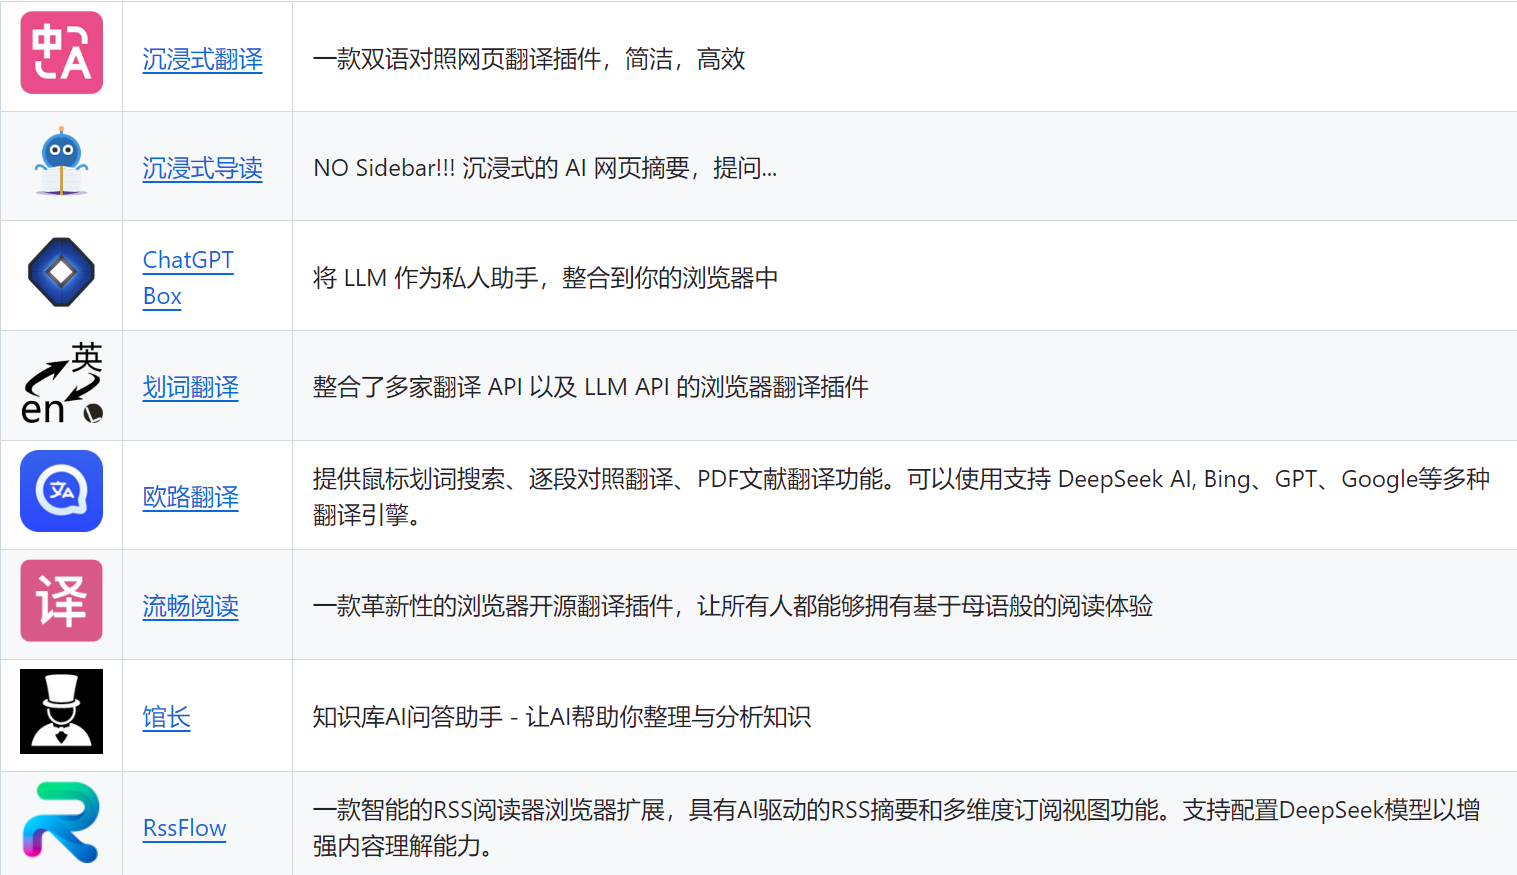 中 A
沉浸式翻译
一款双语对照网页翻译插件，简洁，高效
沉浸式导读
NO Sidebar!!! 沉浸式的 AI 网页摘要，提问...
ChatGPT
Box
将 LLM 作为私人助手，整合到你的浏览器中
英
en
划词翻译
整合了多家翻译 API 以及 LLM API 的浏览器翻译插件
文A
欧路翻译
提供鼠标划词搜索、逐段对照翻译、PDF文献翻译功能。可以使用支持 DeepSeek AI, Bing、GPT、Google等多种
翻译引擎。
译
流畅阅读
一款革新性的浏览器开源翻译插件，让所有人都能够拥有基于母语般的阅读体验
馆长
知识库AI问答助手 - 让AI帮助你整理与分析知识
RssFlow
一款智能的RSS阅读器浏览器扩展，具有AI驱动的RSS摘要和多维度订阅视图功能。支持配置DeepSeek模型以增
强内容理解能力。